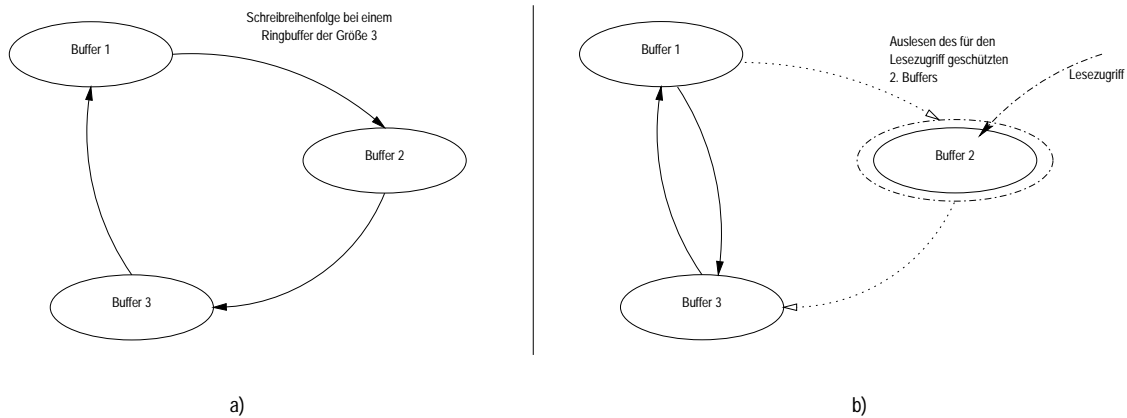 Schreibreihenfolge bei einem
Ringbuffer der Größe 3
Buffer 1
Buffer 2
Buffer 3
a)
Buffer 1
Auslesen des für den
Lesezugriff geschützten
2. Buffers
Lesezugriff
Buffer 2
Buffer 3
b)